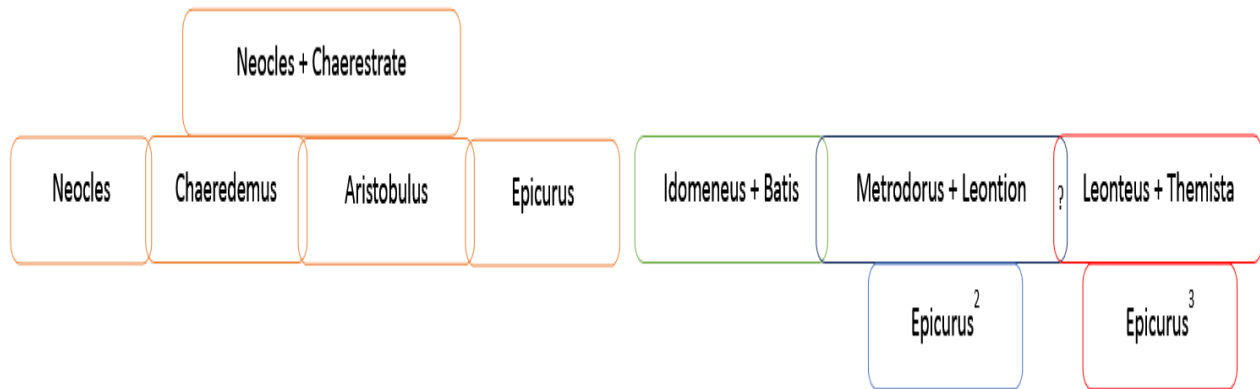 Neocles + Chaerestrate
Neocles
Chaeredemus
Aristobulus
Epicurus
Idomeneus + Batis
Metrodorus + Leontion
?
Leonteus + Themista
Epicurus²
Epicurus³